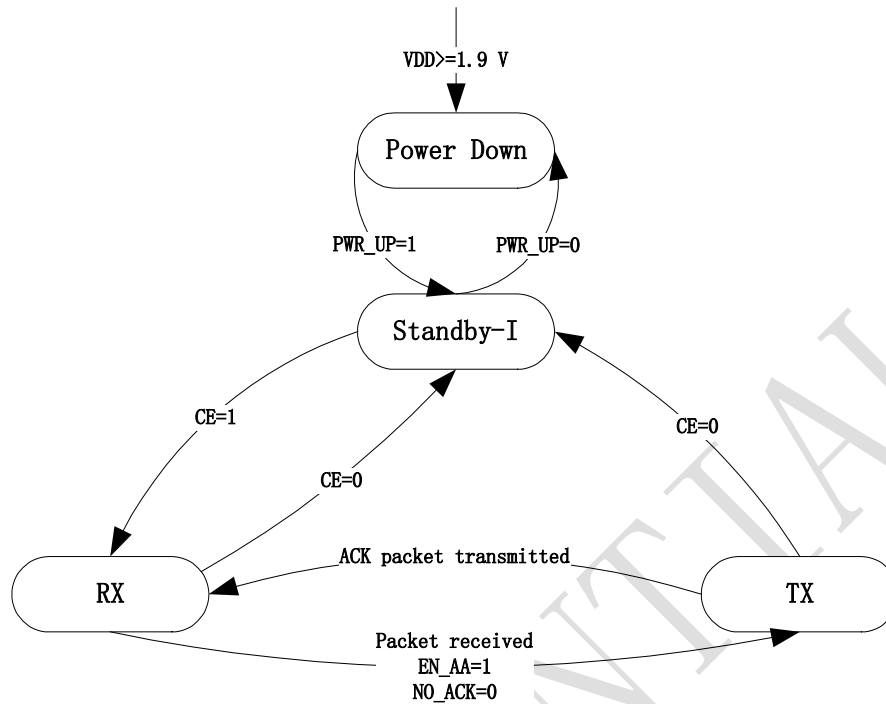 VDD>=1.9 V
Power Down
PWR_UP=1
PWR_UP=0
Standby-I
CE=1
CE=0
CE=0
ACK packet transmitted
RX
TX
Packet received
EN_AA=1
NO_ACK=0